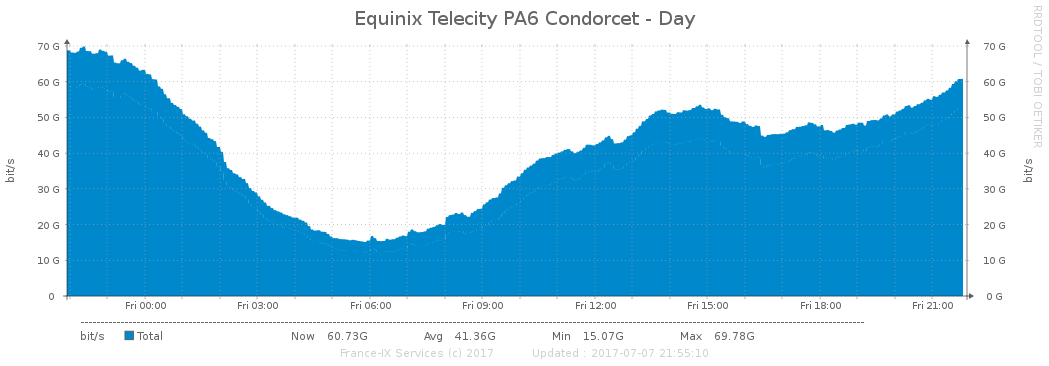 Equinix Telecity PA6 Condorcet - Day
RRDTOOL / TOBI OETIKER
bit/s
70 G
60 G
50 G
40 G
30 G
20 G
10 G
0
70 G
60 G
50 G
40 G
30 G
20 G
10 G
0 G
bit/s
Fri 00:00 Fri 03:00 Fri 06:00 Fri 09:00 Fri 12:00 Fri 15:00 Fri 18:00 Fri 21:00
bit/s Total Now 60.73G Avg 41.36G Min 15.07G Max 69.78G
France-IX Services (c) 2017 Updated : 2017-07-07 21:55:10